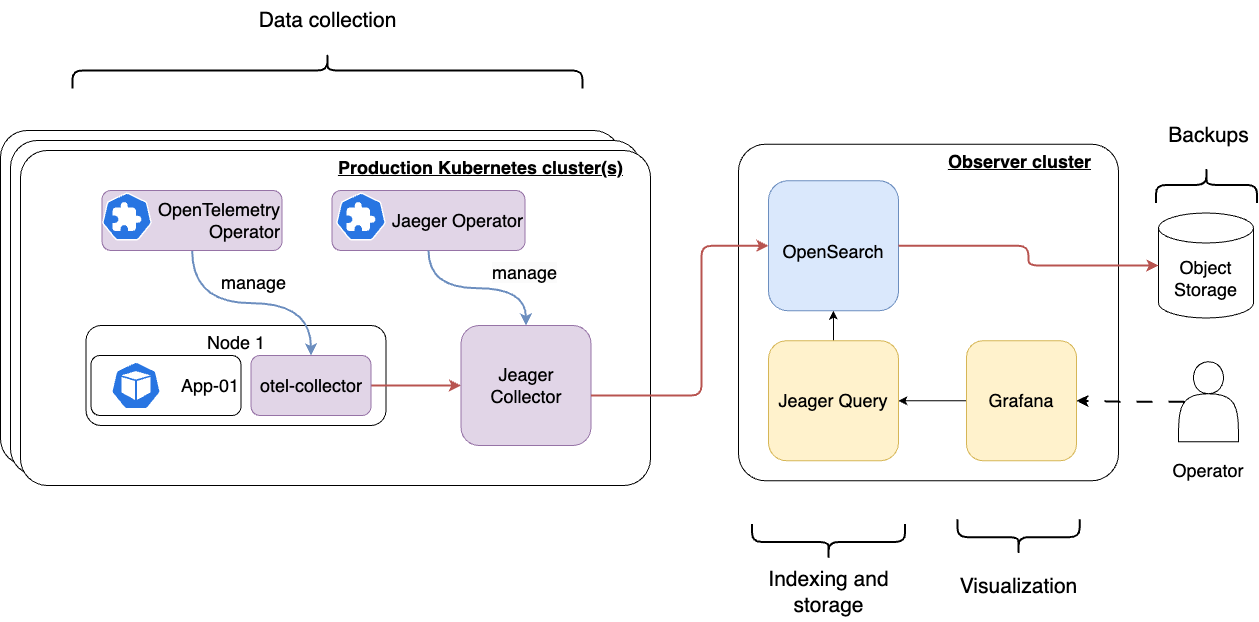 Data collection
Production Kubernetes cluster(s)
OpenTelemetry
Operator
Jaeger Operator
manage
manage
Node 1
App-01
otel-collector
Jeager
Collector
Observer cluster
OpenSearch
Jeager Query
Grafana
Backups
Object
Storage
Operator
Indexing and
storage
Visualization